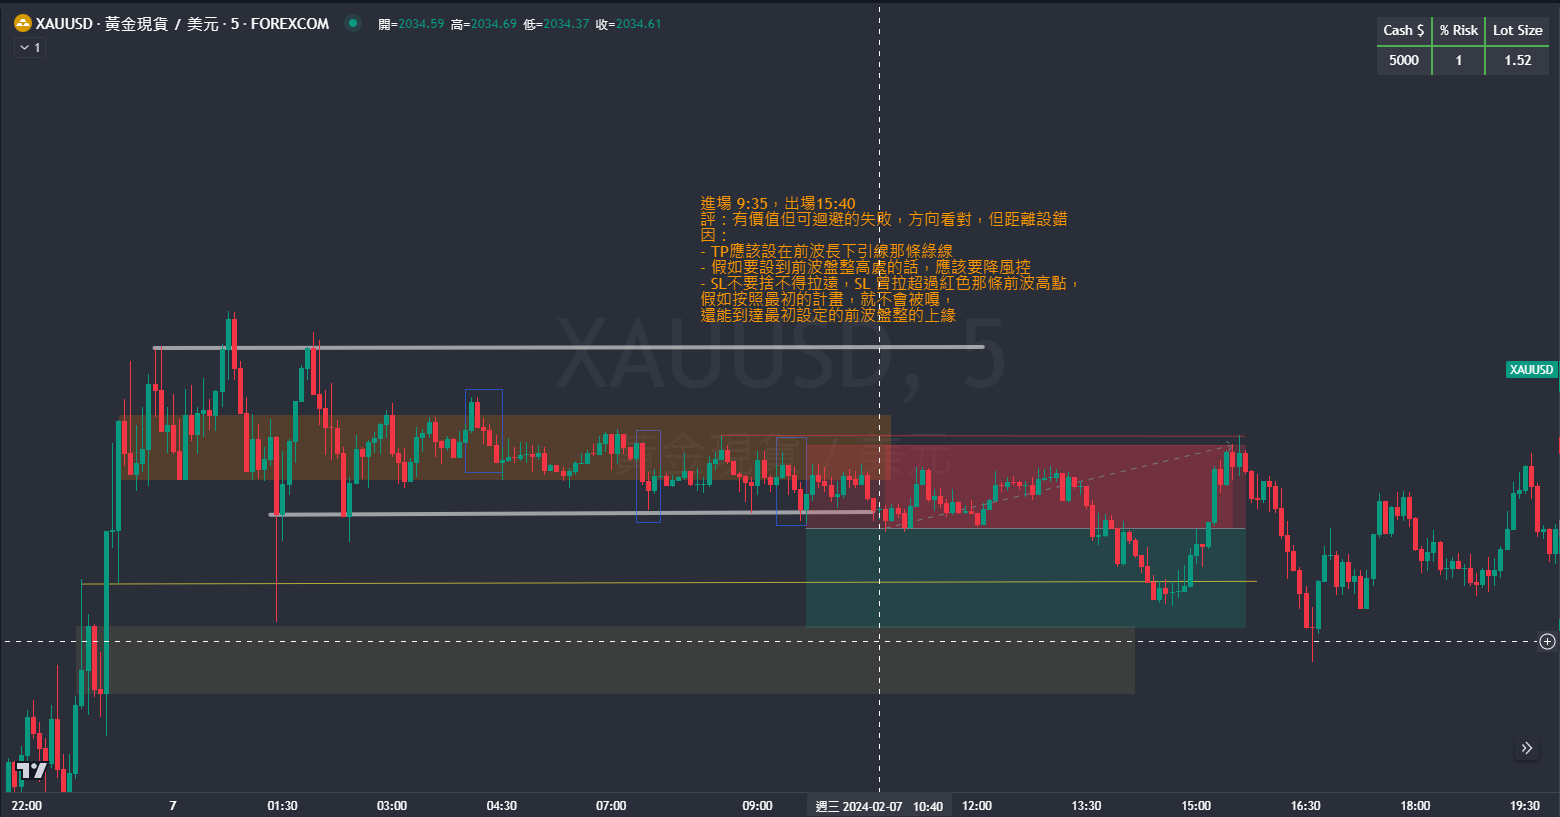 XAUUSD · 黃金現貨 / 美元 · 5 · FOREXCOM 開=2034.59 高=2034.69 低=2034.37 收=2034.61
1
Cash $ % Risk Lot Size
5000 1 1.52
進場 9:35，出場15:40
評：有價值但可迴避的失敗，方向看對，但距離設錯
因：
- TP應該設在前波長下引線那條綠線
- 假如要設到前波盤整高處的話，應該要降風控
- SL不要捨不得拉遠，SL 曾拉超過紅色那條前波高點，
假如按照最初的計畫，就不會被嘎，
還能到達最初設定的前波盤整的上緣
XAUUSD, 5
黃金現貨 / 美元
XAUUSD
22:00 7 01:30 03:00 04:30 07:00 09:00 週三 2024-02-07 10:40 12:00 13:30 15:00 16:30 18:00 19:30